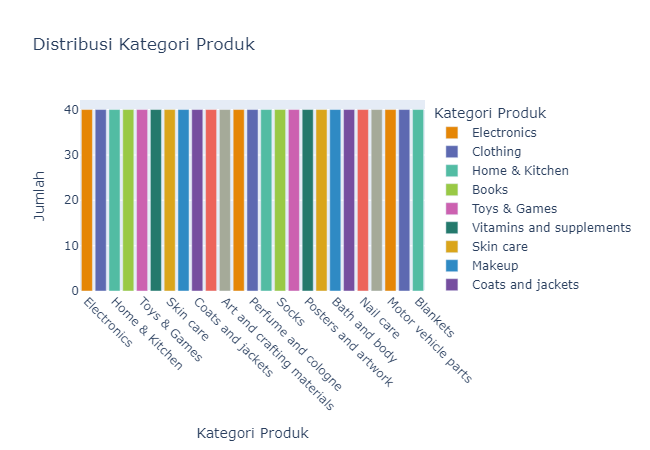 Distribusi Kategori Produk
Jumlah
40
30
20
10
0
Electronics
Home & Kitchen
Toys & Games
Skin care
Coats and jackets
Art and crafting materials
Perfume and cologne
Socks
Posters and artwork
Bath and body
Nail care
Motor vehicle parts
Blankets
Kategori Produk
Kategori Produk
Electronics
Clothing
Home & Kitchen
Books
Toys & Games
Vitamins and supplements
Skin care
Makeup
Coats and jackets